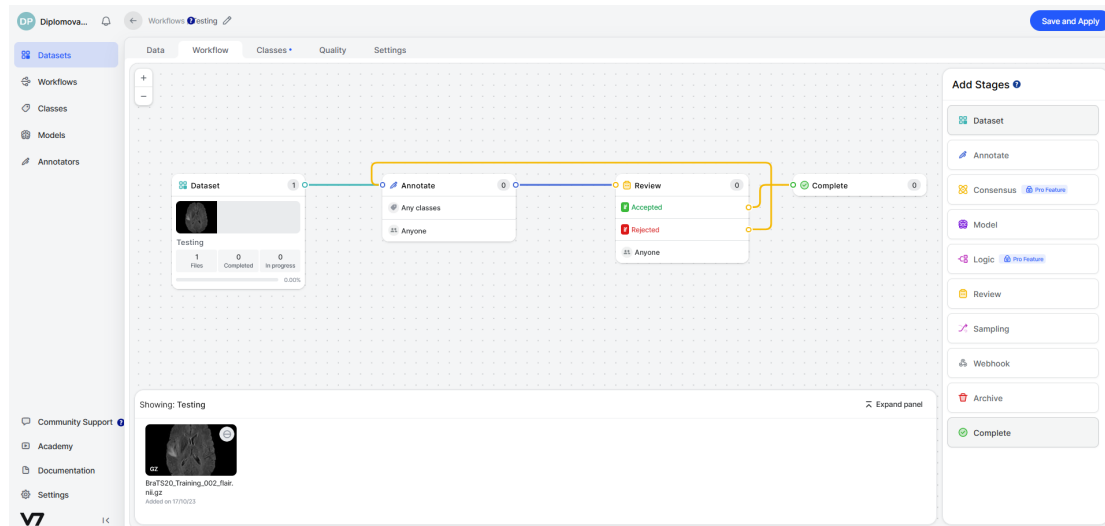 DP Diplomova...
Workflows ? esting
Save and Apply
Datasets
Workflows
Classes
Models
Annotators
Data Workflow Classes Quality Settings
+
−
Dataset 1
Testing
1 0 0
Files Completed In progress
0.00%
Annotate 0
Any classes
Anyone
Review 0
Accepted
Rejected
Anyone
Complete 0
Add Stages ?
Dataset
Annotate
Consensus Pro Feature
Model
Logic Pro Feature
Review
Sampling
Webhook
Archive
Complete
Showing: Testing
Expand panel
GZ
BraTS20_Training_002_flair.
nii.gz
Added on 17/10/23
Community Support ?
Academy
Documentation
Settings
V7